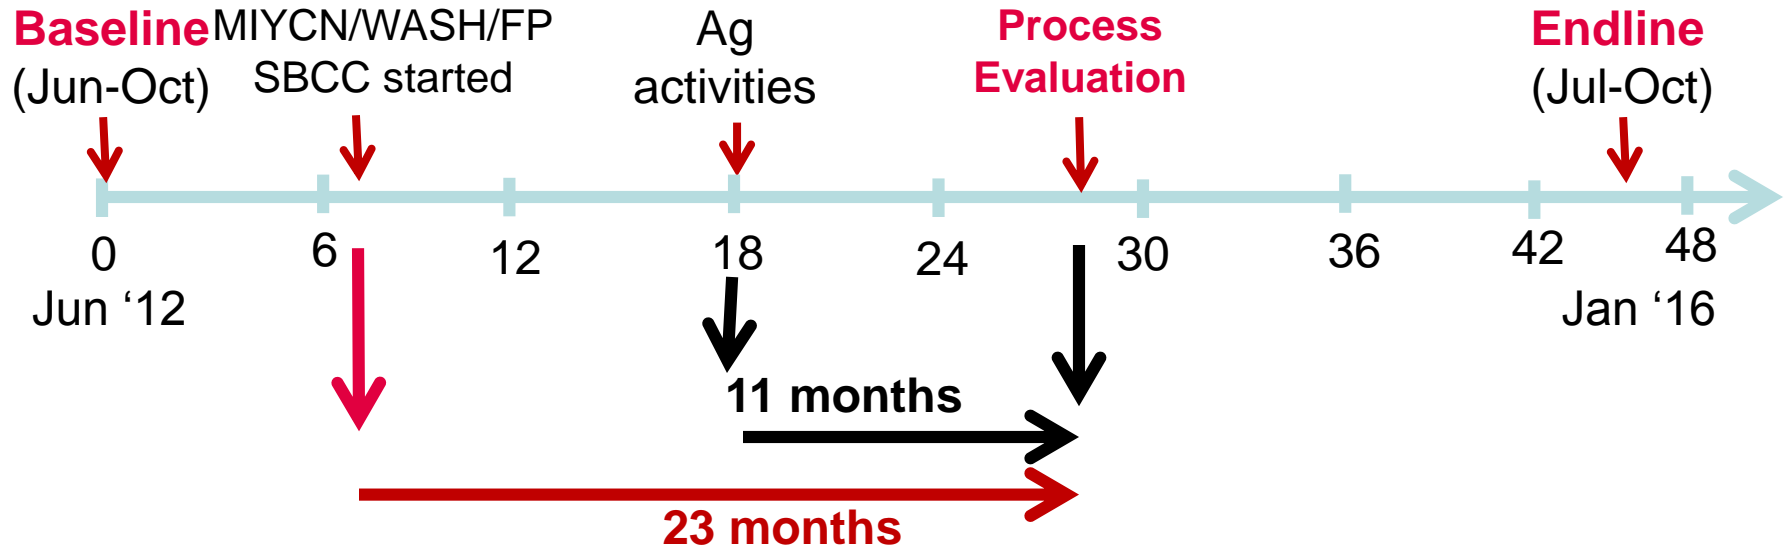 Baseline
(Jun-Oct)
MIYCN/WASH/FP
SBCC started
Ag
activities
Process
Evaluation
Endline
(Jul-Oct)
0
6
12
18
24
30
36
42
48
Jun ‘12
Jan ‘16
11 months
23 months